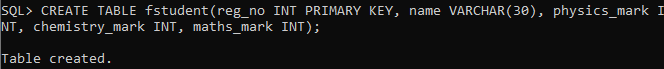 SQL> CREATE TABLE fstudent(reg_no INT PRIMARY KEY, name VARCHAR(30), physics_mark I
NT, chemistry_mark INT, maths_mark INT);
Table created.